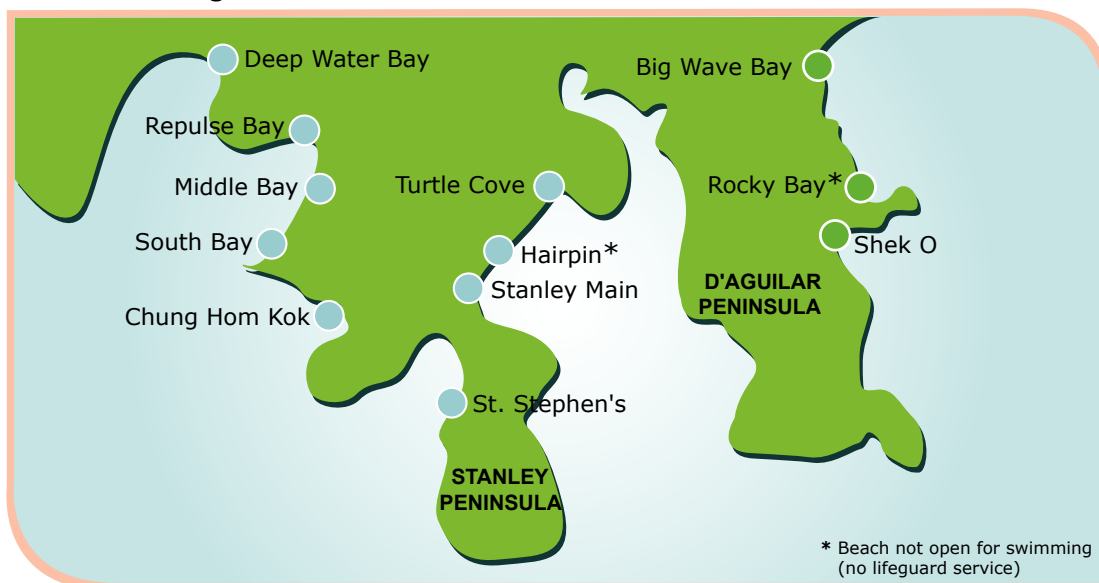 Deep Water Bay
Big Wave Bay
Repulse Bay
Middle Bay
Turtle Cove
Rocky Bay*
South Bay
Hairpin*
Shek O
Stanley Main
D'AGUILAR
PENINSULA
Chung Hom Kok
St. Stephen's
STANLEY
PENINSULA
* Beach not open for swimming
(no lifeguard service)